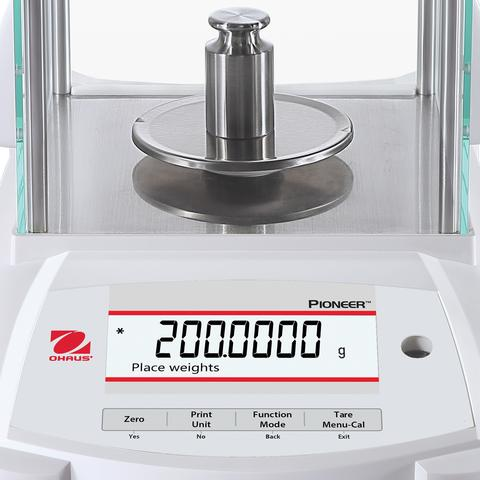 PIONEER™
* 200.0000 g
OHAUS®
Place weights
Zero
Print Unit
Function Mode
Tare Menu-Cal
Yes
No
Back
Exit